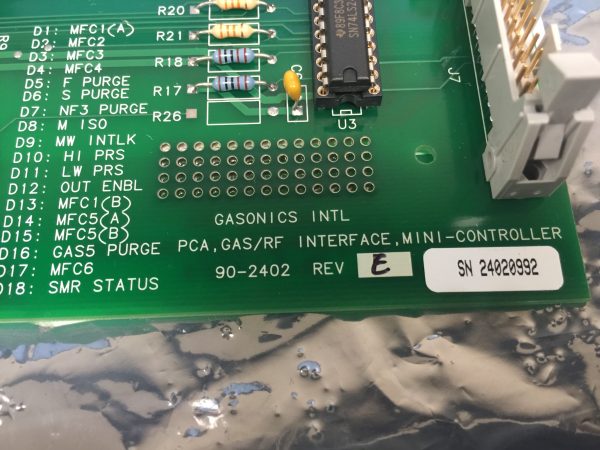 R20
R21
R18
R17
R26
D1: MFC1(A)
D2: MFC2
D3: MFC3
D4: MFC4
D5: F PURGE
D6: S PURGE
D7: NF3 PURGE
D8: M ISO
D9: MW INTLK
D10: HI PRS
D11: LW PRS
D12: OUT ENBL
D13: MFC1(B)
D14: MFC5(A)
D15: MFC5(B)
D16: GAS5 PURGE
D17: MFC6
D18: SMR STATUS
U3
J7
GASONICS INTL
PCA,GAS/RF INTERFACE,MINI-CONTROLLER
90-2402 REV E
SN 24020992